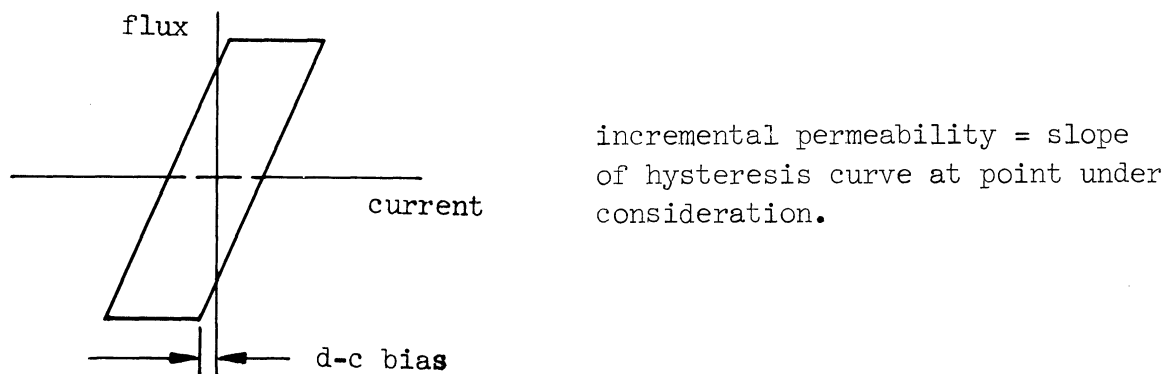 flux
current
d-c bias
incremental permeability = slope
of hysteresis curve at point under
consideration.